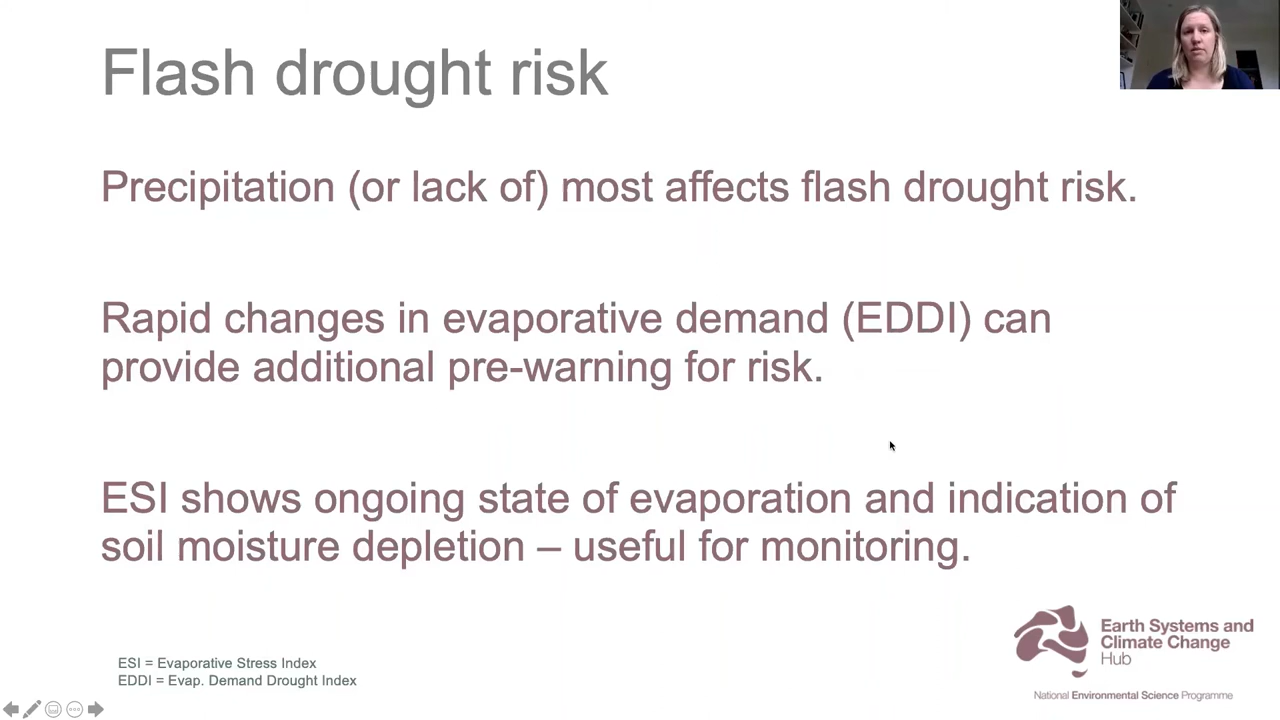 Flash drought risk
Precipitation (or lack of) most affects flash drought risk.
Rapid changes in evaporative demand (EDDI) can
provide additional pre-warning for risk.
ESI shows ongoing state of evaporation and indication of
soil moisture depletion – useful for monitoring.
ESI = Evaporative Stress Index
EDDI = Evap. Demand Drought Index
Earth Systems and
Climate Change
Hub
National Environmental Science Programme